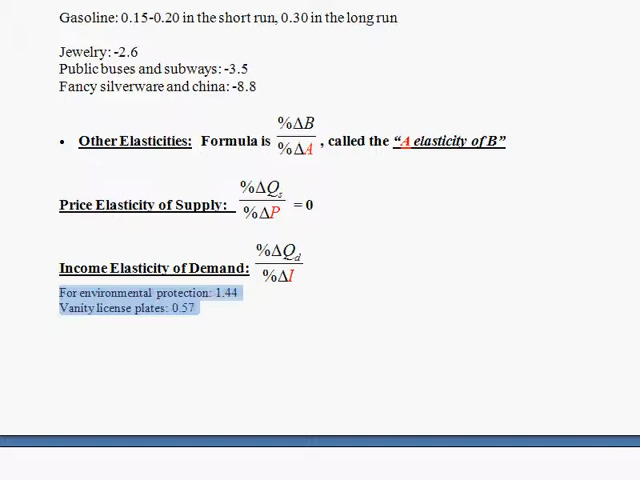 Gasoline: 0.15-0.20 in the short run, 0.30 in the long run
Jewelry: -2.6
Public buses and subways: -3.5
Fancy silverware and china: -8.8
• Other Elasticities: Formula is %ΔB / %ΔA , called the “A elasticity of B”
Price Elasticity of Supply: %ΔQs / %ΔP = 0
Income Elasticity of Demand: %ΔQd / %ΔI
For environmental protection: 1.44
Vanity license plates: 0.57